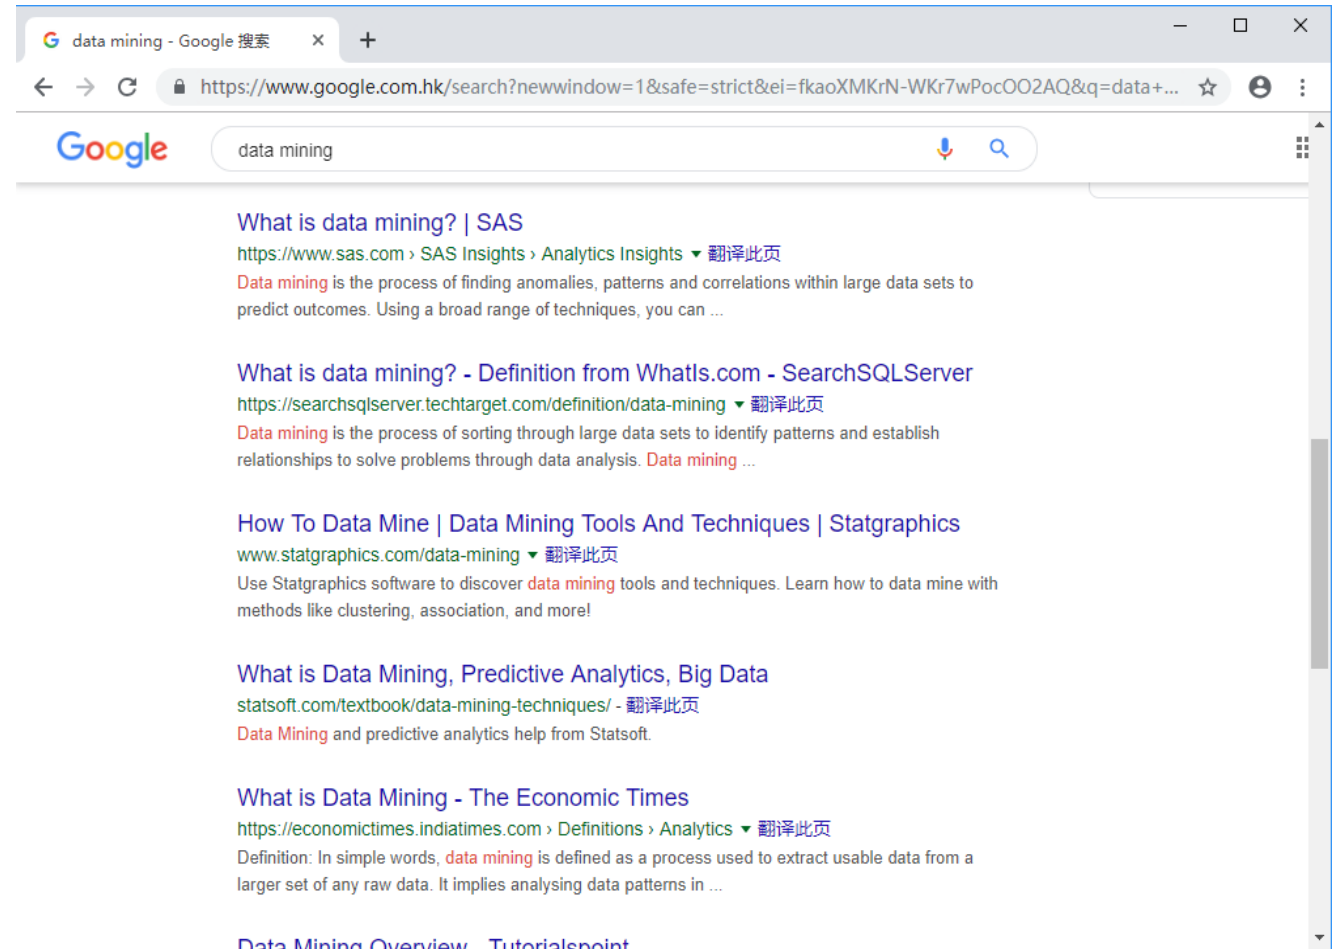 data mining - Google 搜索
https://www.google.com.hk/search?newwindow=1&safe=strict&ei=fkaoXMKrN-WKr7wPocOO2AQ&q=data+...
Google
data mining
What is data mining? | SAS
https://www.sas.com › SAS Insights › Analytics Insights ▼ 翻译此页
Data mining is the process of finding anomalies, patterns and correlations within large data sets to
predict outcomes. Using a broad range of techniques, you can ...
What is data mining? - Definition from WhatIs.com - SearchSQLServer
https://searchsqlserver.techtarget.com/definition/data-mining ▼ 翻译此页
Data mining is the process of sorting through large data sets to identify patterns and establish
relationships to solve problems through data analysis. Data mining ...
How To Data Mine | Data Mining Tools And Techniques | Statgraphics
www.statgraphics.com/data-mining ▼ 翻译此页
Use Statgraphics software to discover data mining tools and techniques. Learn how to data mine with
methods like clustering, association, and more!
What is Data Mining, Predictive Analytics, Big Data
statsoft.com/textbook/data-mining-techniques/ - 翻译此页
Data Mining and predictive analytics help from Statsoft.
What is Data Mining - The Economic Times
https://economictimes.indiatimes.com › Definitions › Analytics ▼ 翻译此页
Definition: In simple words, data mining is defined as a process used to extract usable data from a
larger set of any raw data. It implies analysing data patterns in ...
Data Mining Overview - Tutorialspoint